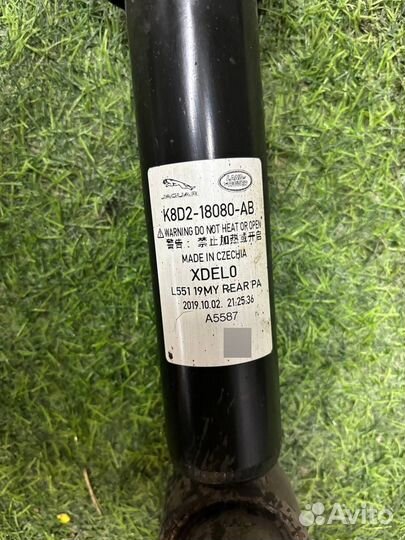 JAGUAR
LAND-
ROVER
K8D2-18080-AB
⚠WARNING DO NOT HEAT OR OPEN
警告: 禁止加热或开启
MADE IN CZECHIA
XDEL0
L551 19MY REAR PA
2019.10.02. 21:25:36
A5587
Avito